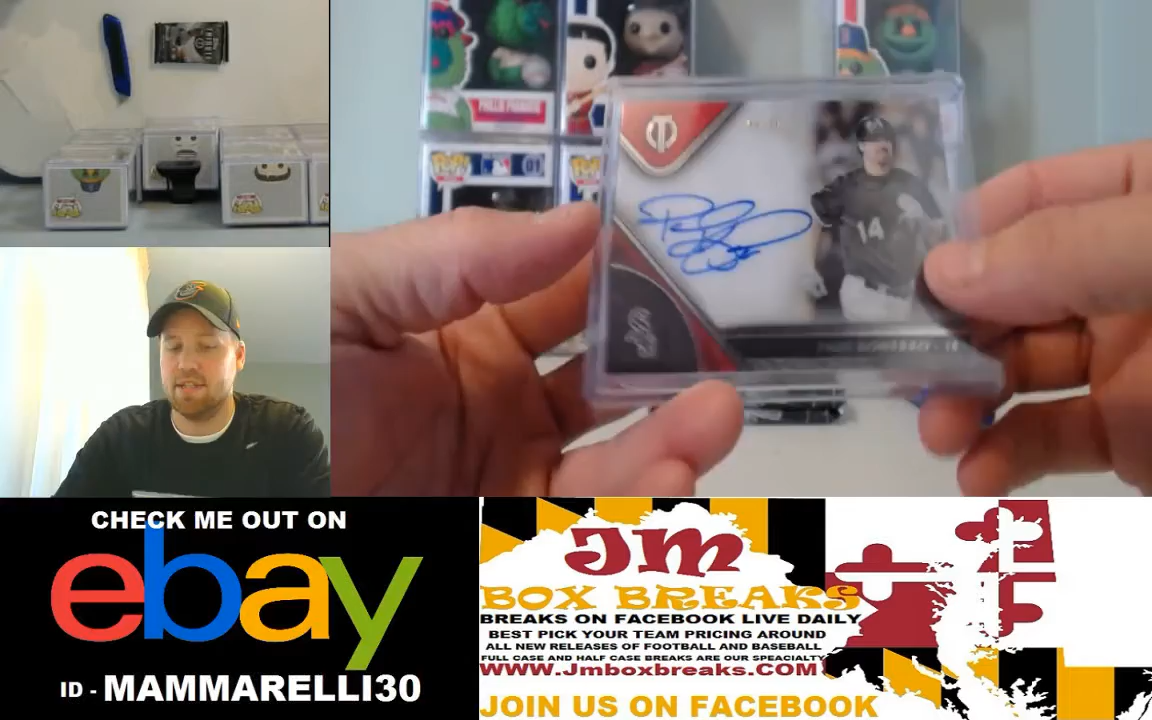 PHILLIE PHANATIC
POP!
01
14
CHECK ME OUT ON
ebay
ID - MAMMARELLI30
JM
BOX BREAKS
BREAKS ON FACEBOOK LIVE DAILY
BEST PICK YOUR TEAM PRICING AROUND
ALL NEW RELEASES OF FOOTBALL AND BASEBALL
FULL CASE AND HALF CASE BREAKS ARE OUR SPEACIALTY
WWW.Jmboxbreaks.COM
JOIN US ON FACEBOOK